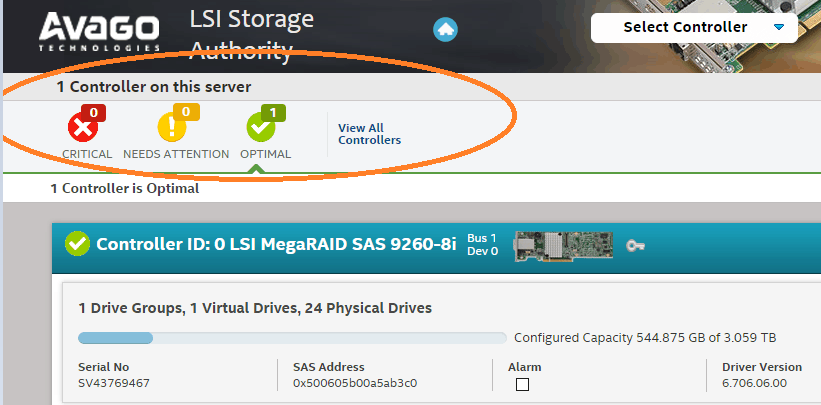 AVAGO
TECHNOLOGIES
LSI Storage
Authority
Select Controller
1 Controller on this server
0
0
1
CRITICAL
NEEDS ATTENTION
OPTIMAL
View All
Controllers
1 Controller is Optimal
Controller ID: 0 LSI MegaRAID SAS 9260-8i
Bus 1
Dev 0
1 Drive Groups, 1 Virtual Drives, 24 Physical Drives
Configured Capacity 544.875 GB of 3.059 TB
Serial No
SV43769467
SAS Address
0x500605b00a5ab3c0
Alarm
Driver Version
6.706.06.00